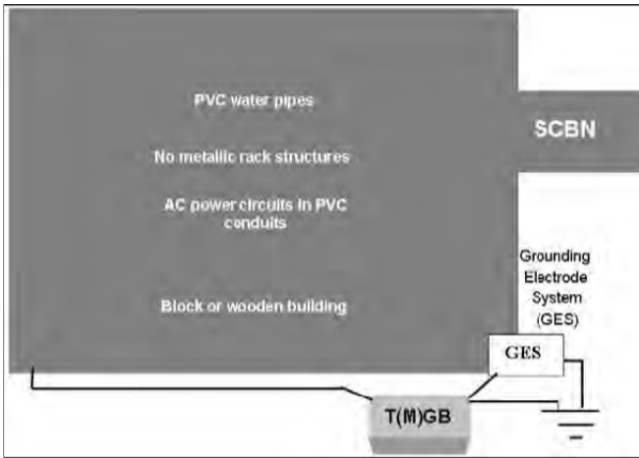 PVC water pipes
SCBN
No metallic rack structures
AC power circuits in PVC
conduits
Grounding
Electrode
System
(GES)
Block or wooden building
GES
T(M)GB